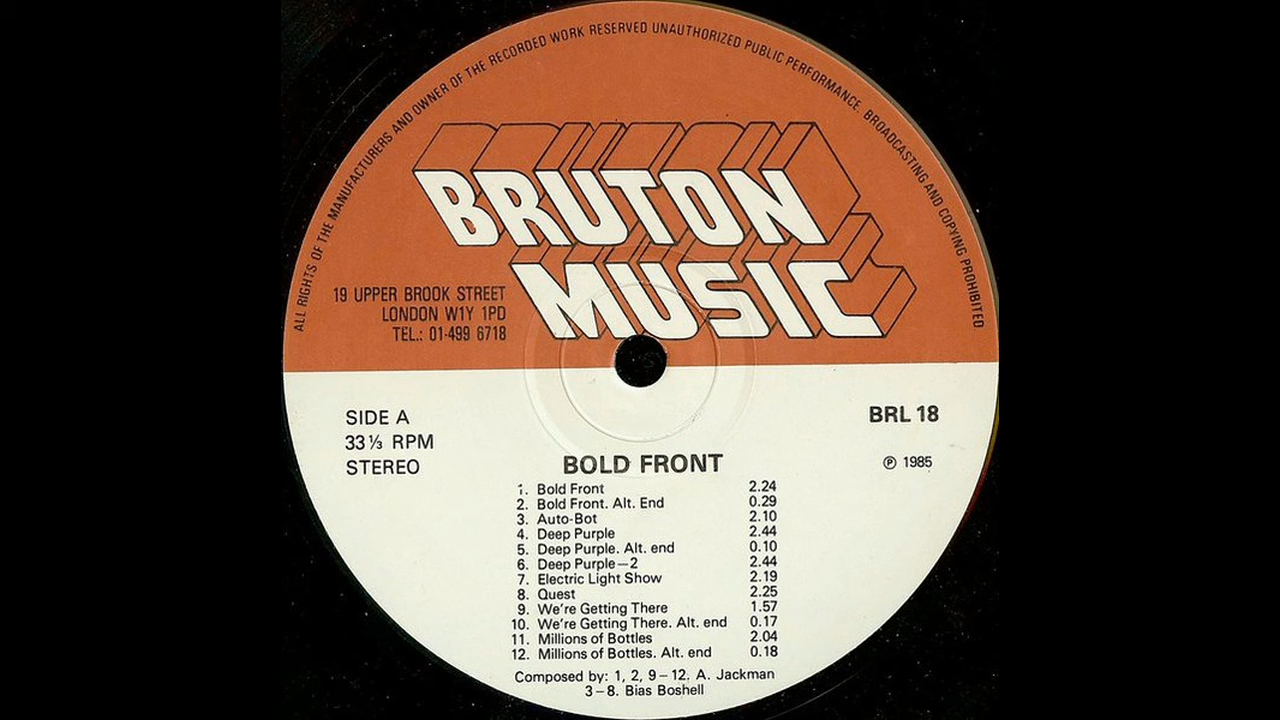 ALL RIGHTS OF THE MANUFACTURERS AND OWNER OF THE RECORDED WORK RESERVED UNAUTHORIZED PUBLIC PERFORMANCE, BROADCASTING AND COPYING PROHIBITED
BRUTON
MUSIC
19 UPPER BROOK STREET
LONDON W1Y 1PD
TEL.: 01-499 6718
SIDE A
33⅓ RPM
STEREO
BRL 18
℗ 1985
BOLD FRONT
1. Bold Front 2.24
2. Bold Front. Alt. End 0.29
3. Auto-Bot 2.10
4. Deep Purple 2.44
5. Deep Purple. Alt. end 0.10
6. Deep Purple—2 2.44
7. Electric Light Show 2.19
8. Quest 2.25
9. We're Getting There 1.57
10. We're Getting There. Alt. end 0.17
11. Millions of Bottles 2.04
12. Millions of Bottles. Alt. end 0.18
Composed by: 1, 2, 9–12. A. Jackman
3–8. Bias Boshell